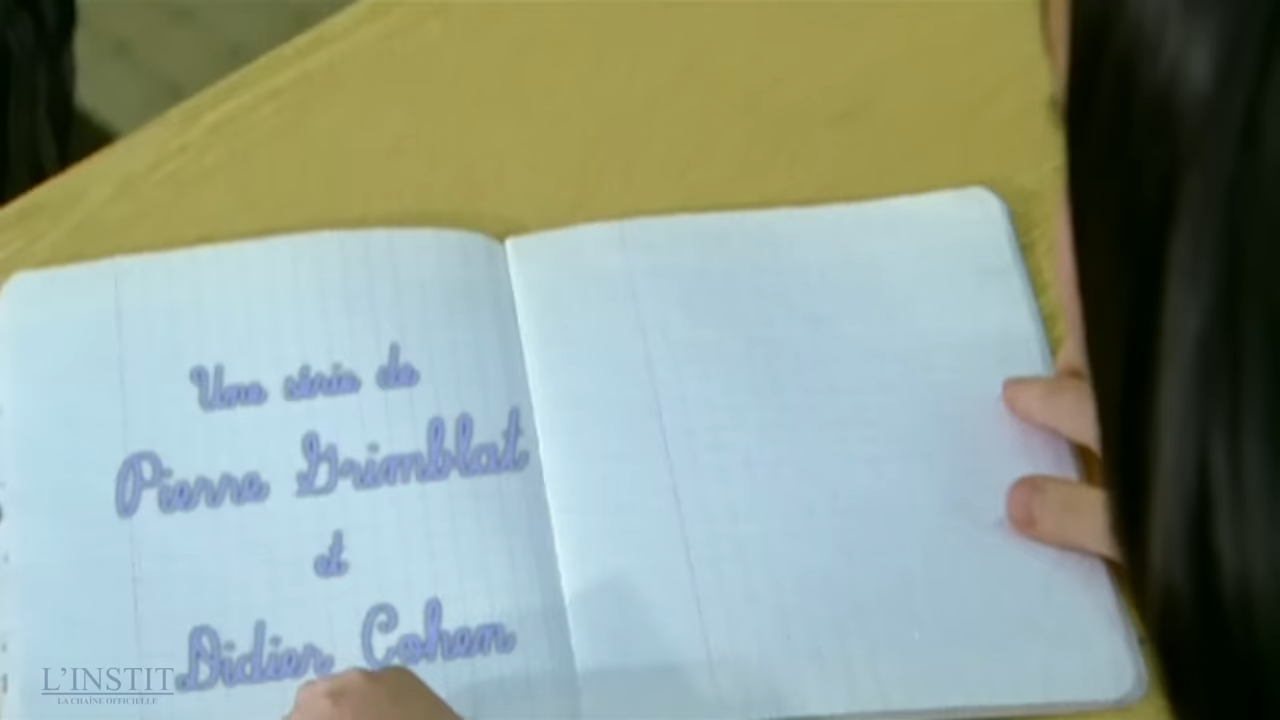 Une série de
Pierre Grimblat
et
Didier Cohen
L'INSTIT
LA CHAÎNE OFFICIELLE